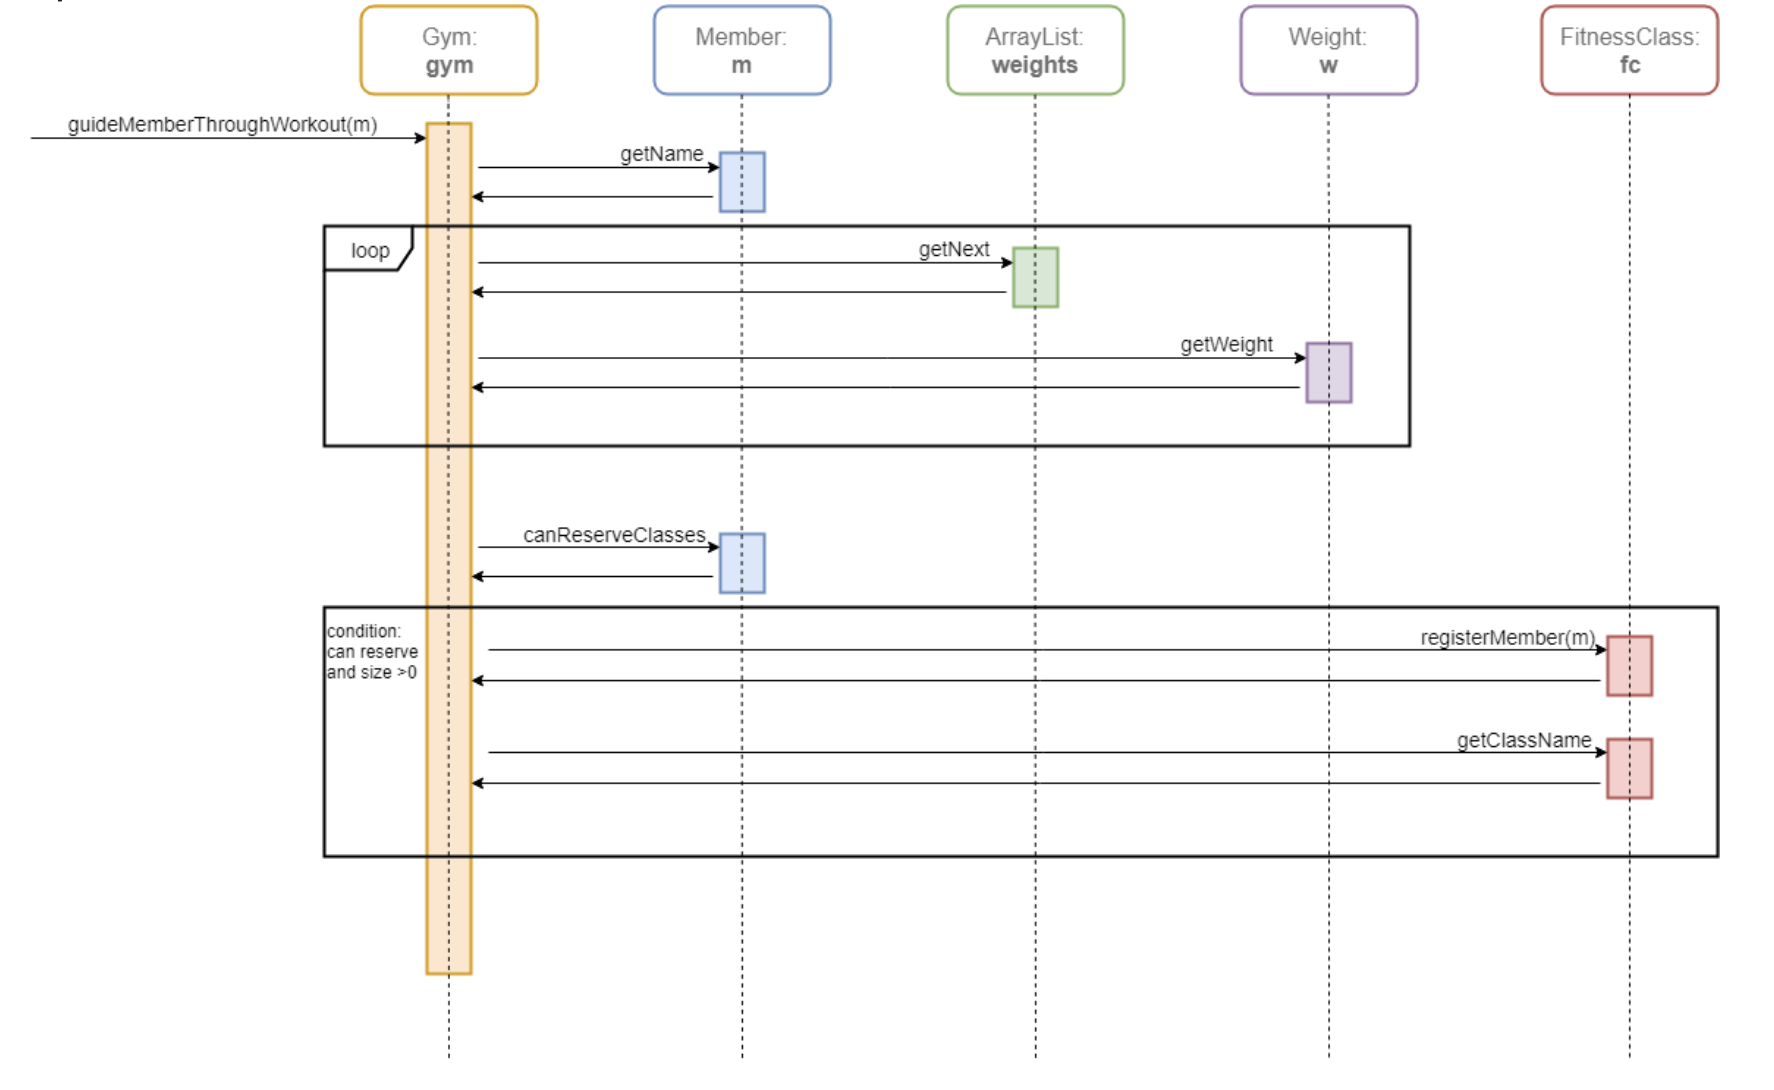 Gym:
gym
Member:
m
ArrayList:
weights
Weight:
w
FitnessClass:
fc
guideMemberThroughWorkout(m)
getName
loop
getNext
getWeight
canReserveClasses
condition:
can reserve
and size >0
registerMember(m)
getClassName